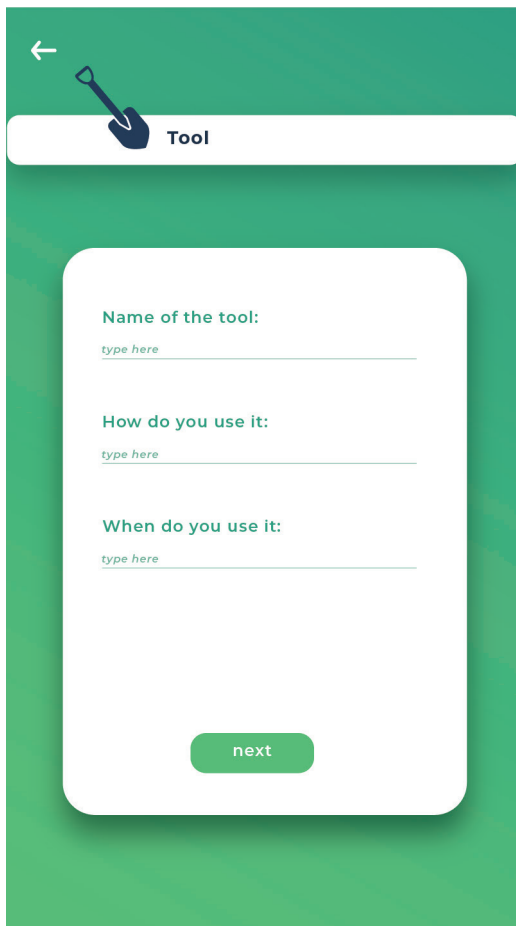 Tool
Name of the tool:
type here
How do you use it:
type here
When do you use it:
type here
next